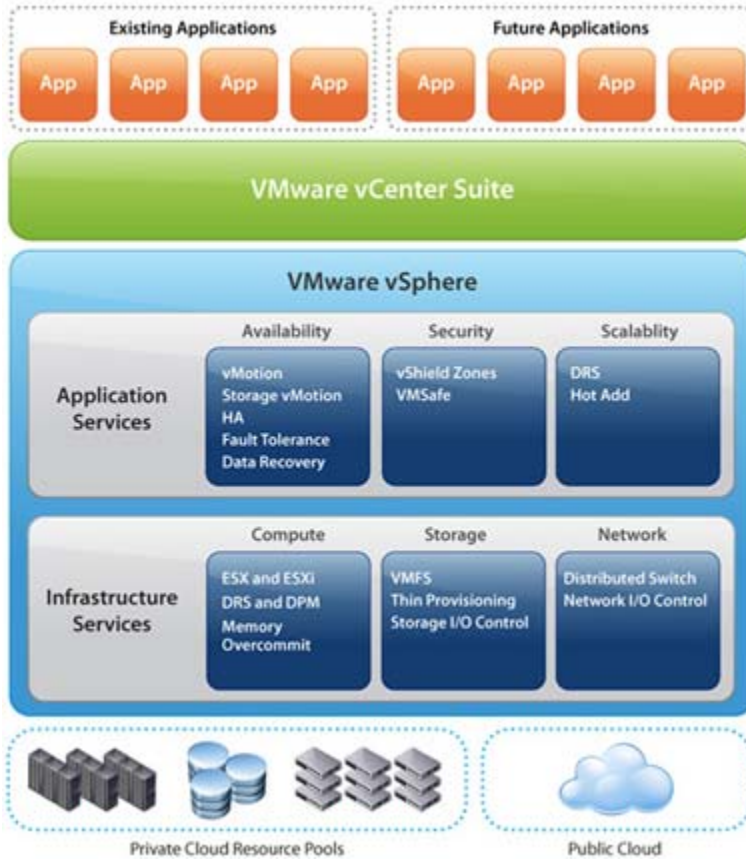 Existing Applications
Future Applications
App
App
App
App
App
App
App
App
VMware vCenter Suite
VMware vSphere
Application
Services
Availability
vMotion
Storage vMotion
HA
Fault Tolerance
Data Recovery
Security
vShield Zones
VMSafe
Scalablity
DRS
Hot Add
Infrastructure
Services
Compute
ESX and ESXi
DRS and DPM
Memory
Overcommit
Storage
VMFS
Thin Provisioning
Storage I/O Control
Network
Distributed Switch
Network I/O Control
Private Cloud Resource Pools
Public Cloud